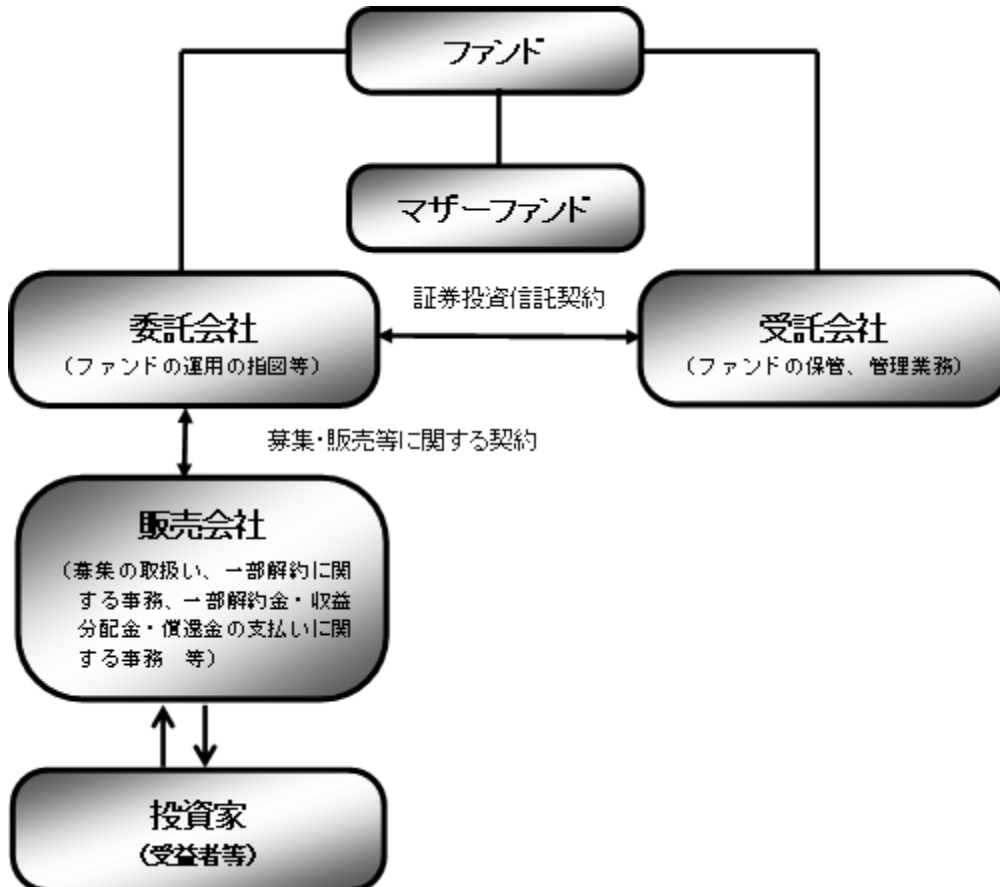 ファンド
マザーファンド
委託会社
（ファンドの運用の指図等）
証券投資信託契約
受託会社
（ファンドの保管、管理業務）
募集・販売等に関する契約
販売会社
（募集の取扱い、一部解約に関
する事務、一部解約金・収益
分配金・償還金の支払いに関
する事務　等）
投資家
（受益者等）